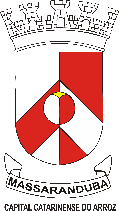 MASSARANDUBA
CAPITAL CATARINENSE DO ARROZ